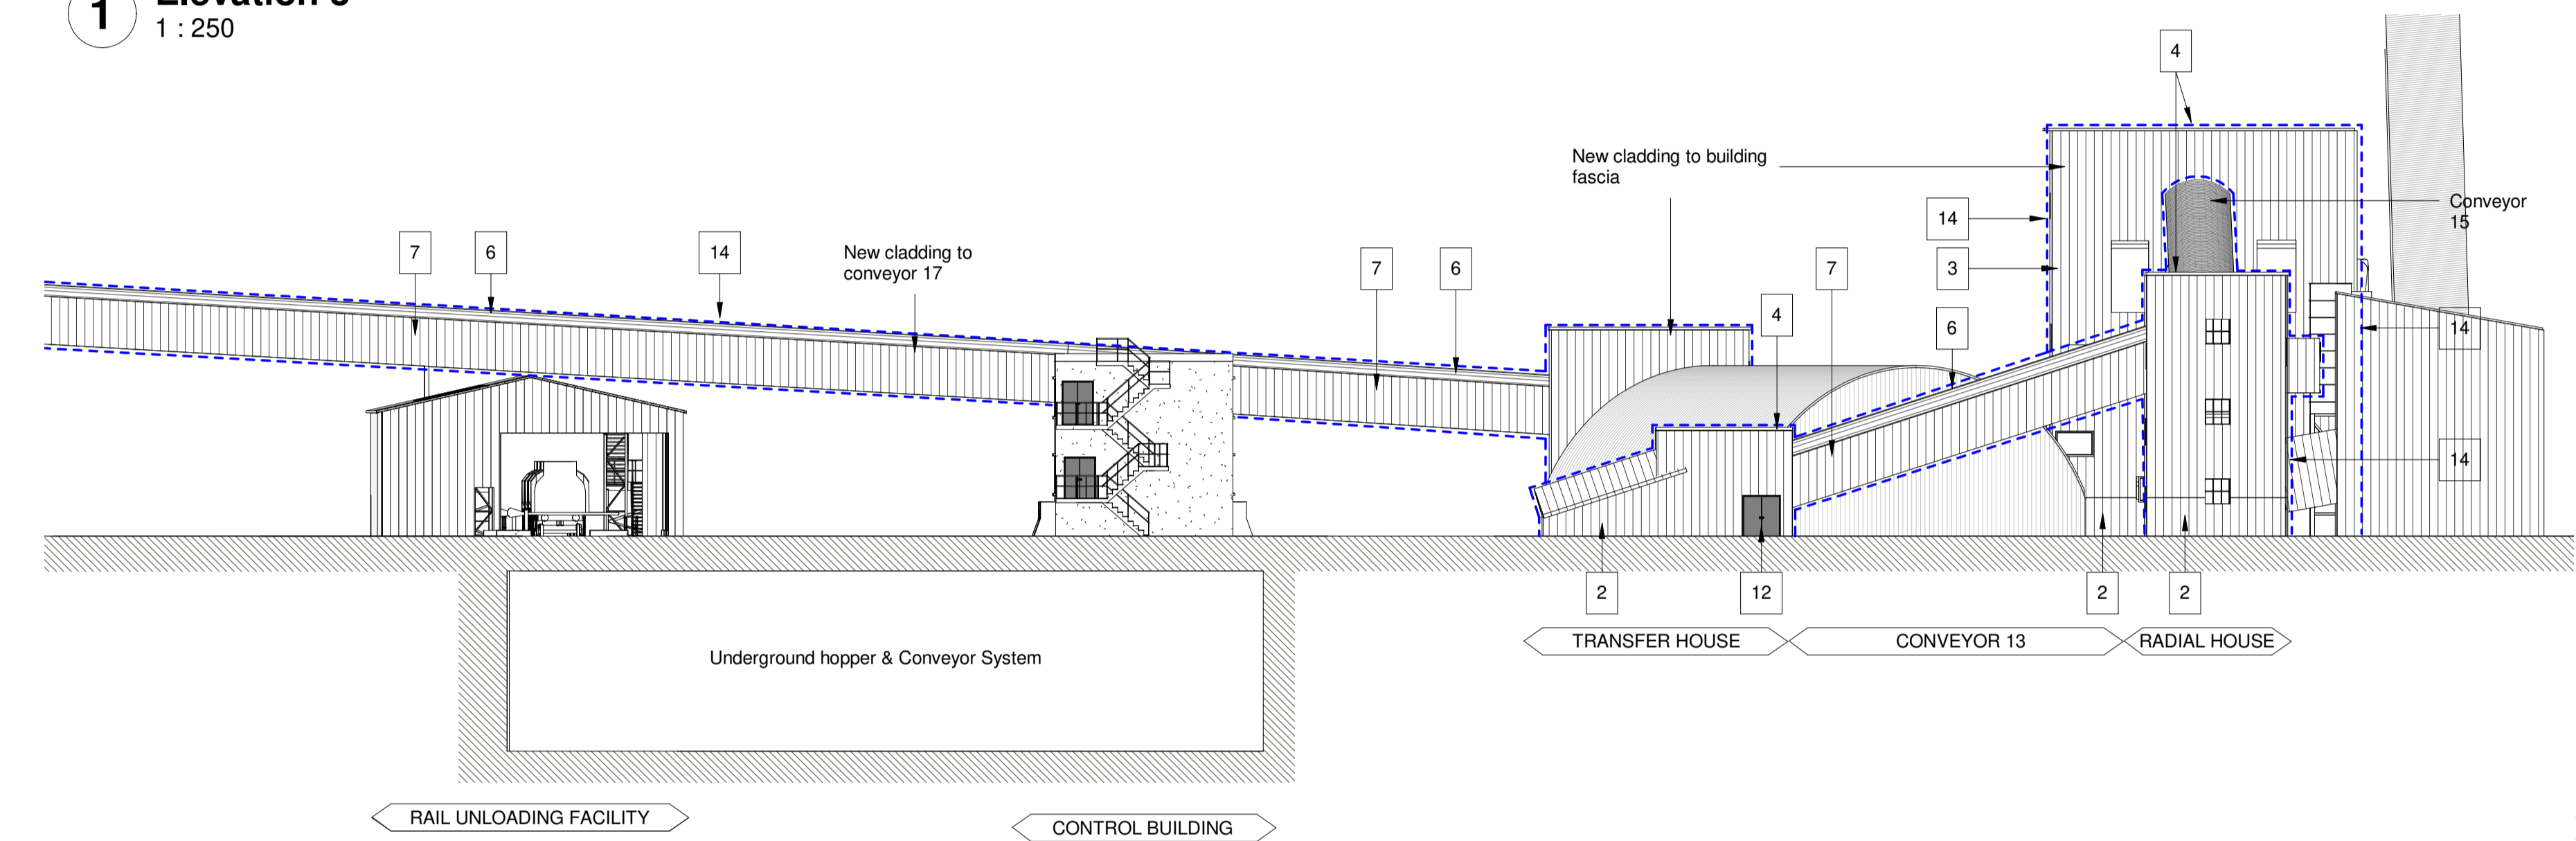 1
1 : 250
4
New cladding to building
fascia
14
Conveyor
15
7
6
14
New cladding to
conveyor 17
7
6
7
3
4
6
14
14
2
12
2
2
TRANSFER HOUSE
CONVEYOR 13
RADIAL HOUSE
Underground hopper & Conveyor System
RAIL UNLOADING FACILITY
CONTROL BUILDING